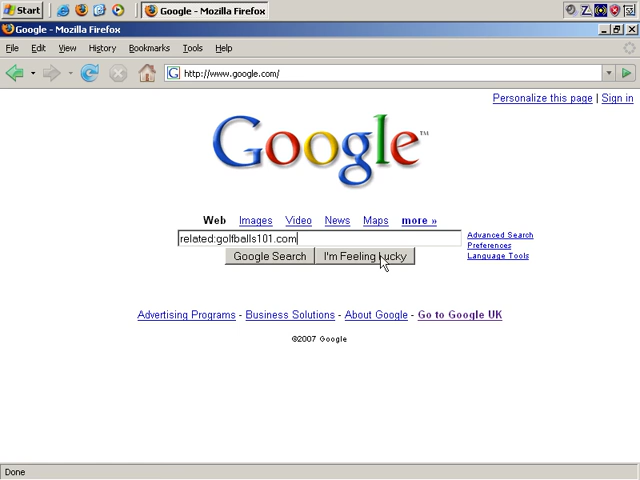 Start
Google - Mozilla Firefox
Google - Mozilla Firefox
File Edit View History Bookmarks Tools Help
G http://www.google.com/
Personalize this page | Sign in
Google™
Web Images Video News Maps more »
related:golfballs101.com
Advanced Search
Preferences
Language Tools
Google Search I'm Feeling Lucky
Advertising Programs - Business Solutions - About Google - Go to Google UK
©2007 Google
Done